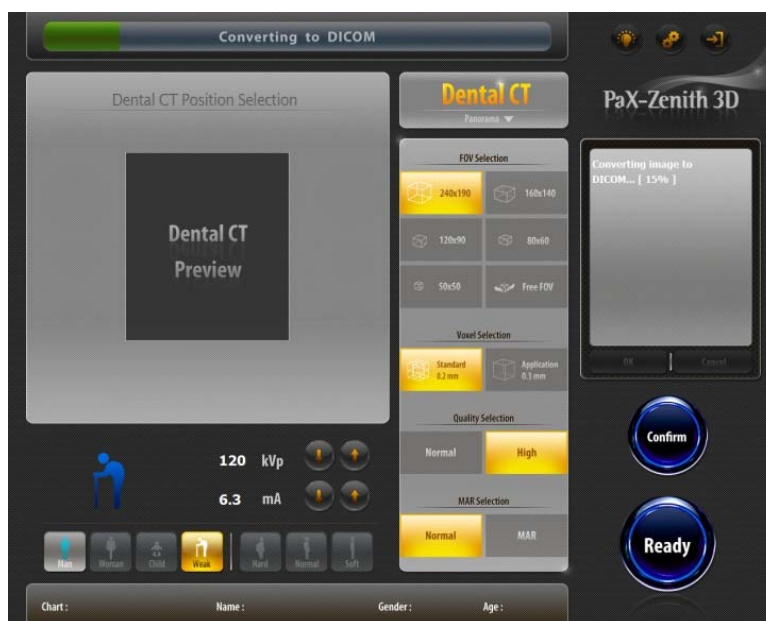 Converting to DICOM
Dental CT Position Selection
Dental CT
Preview
120 kVp
6.3 mA
Man Woman Child Weak Hard Normal Soft
Dental CT
Panorama
FOV Selection
240x190 160x140
120x90 80x60
50x50 Free FOV
Voxel Selection
Standard
0.2 mm
Application
0.3 mm
Quality Selection
Normal High
MAR Selection
Normal MAR
PaX-Zenith 3D
Converting image to
DICOM... [ 15% ]
OK Cancel
Confirm
Ready
Chart : Name : Gender : Age :